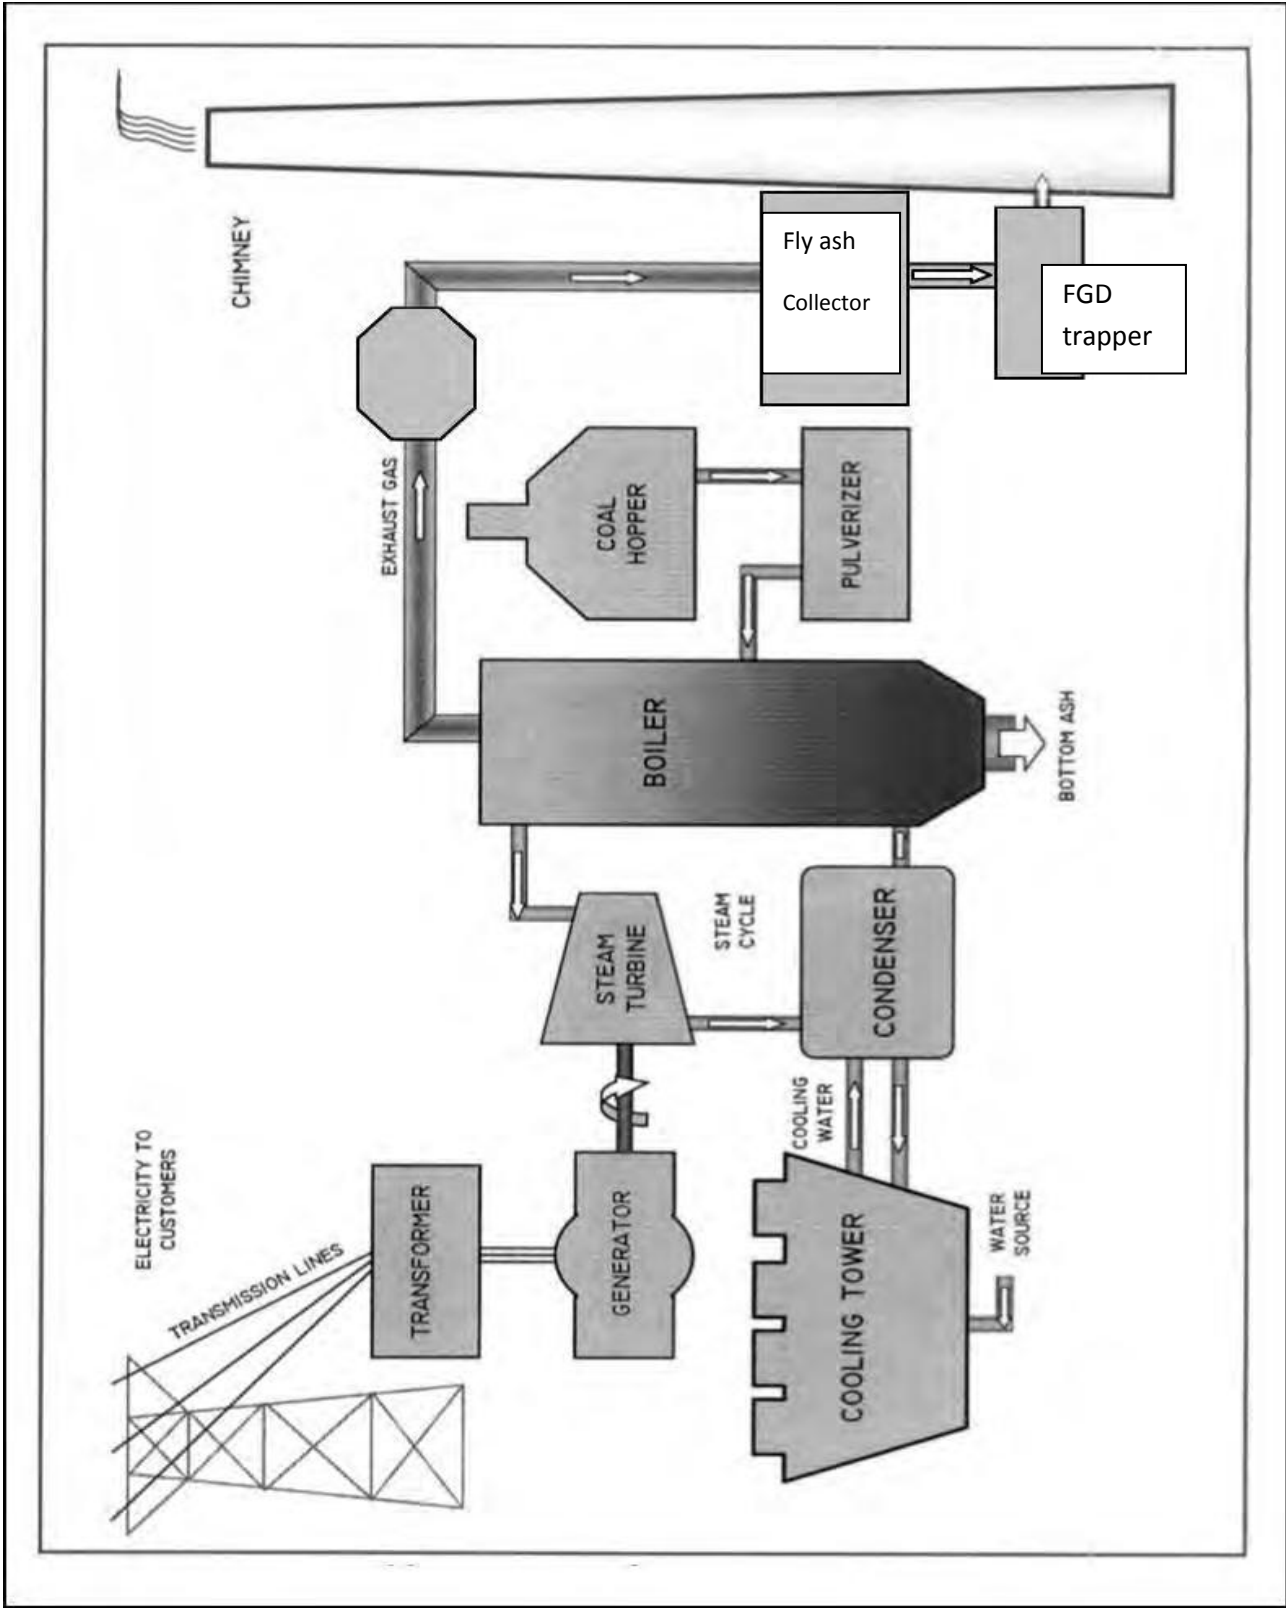 ELECTRICITY TO
CUSTOMERS
TRANSMISSION LINES
TRANSFORMER
GENERATOR
STEAM
TURBINE
STEAM
CYCLE
COOLING
WATER
COOLING TOWER
WATER
SOURCE
CONDENSER
BOILER
BOTTOM ASH
EXHAUST GAS
COAL
HOPPER
PULVERIZER
CHIMNEY
Fly ash
Collector
FGD
trapper